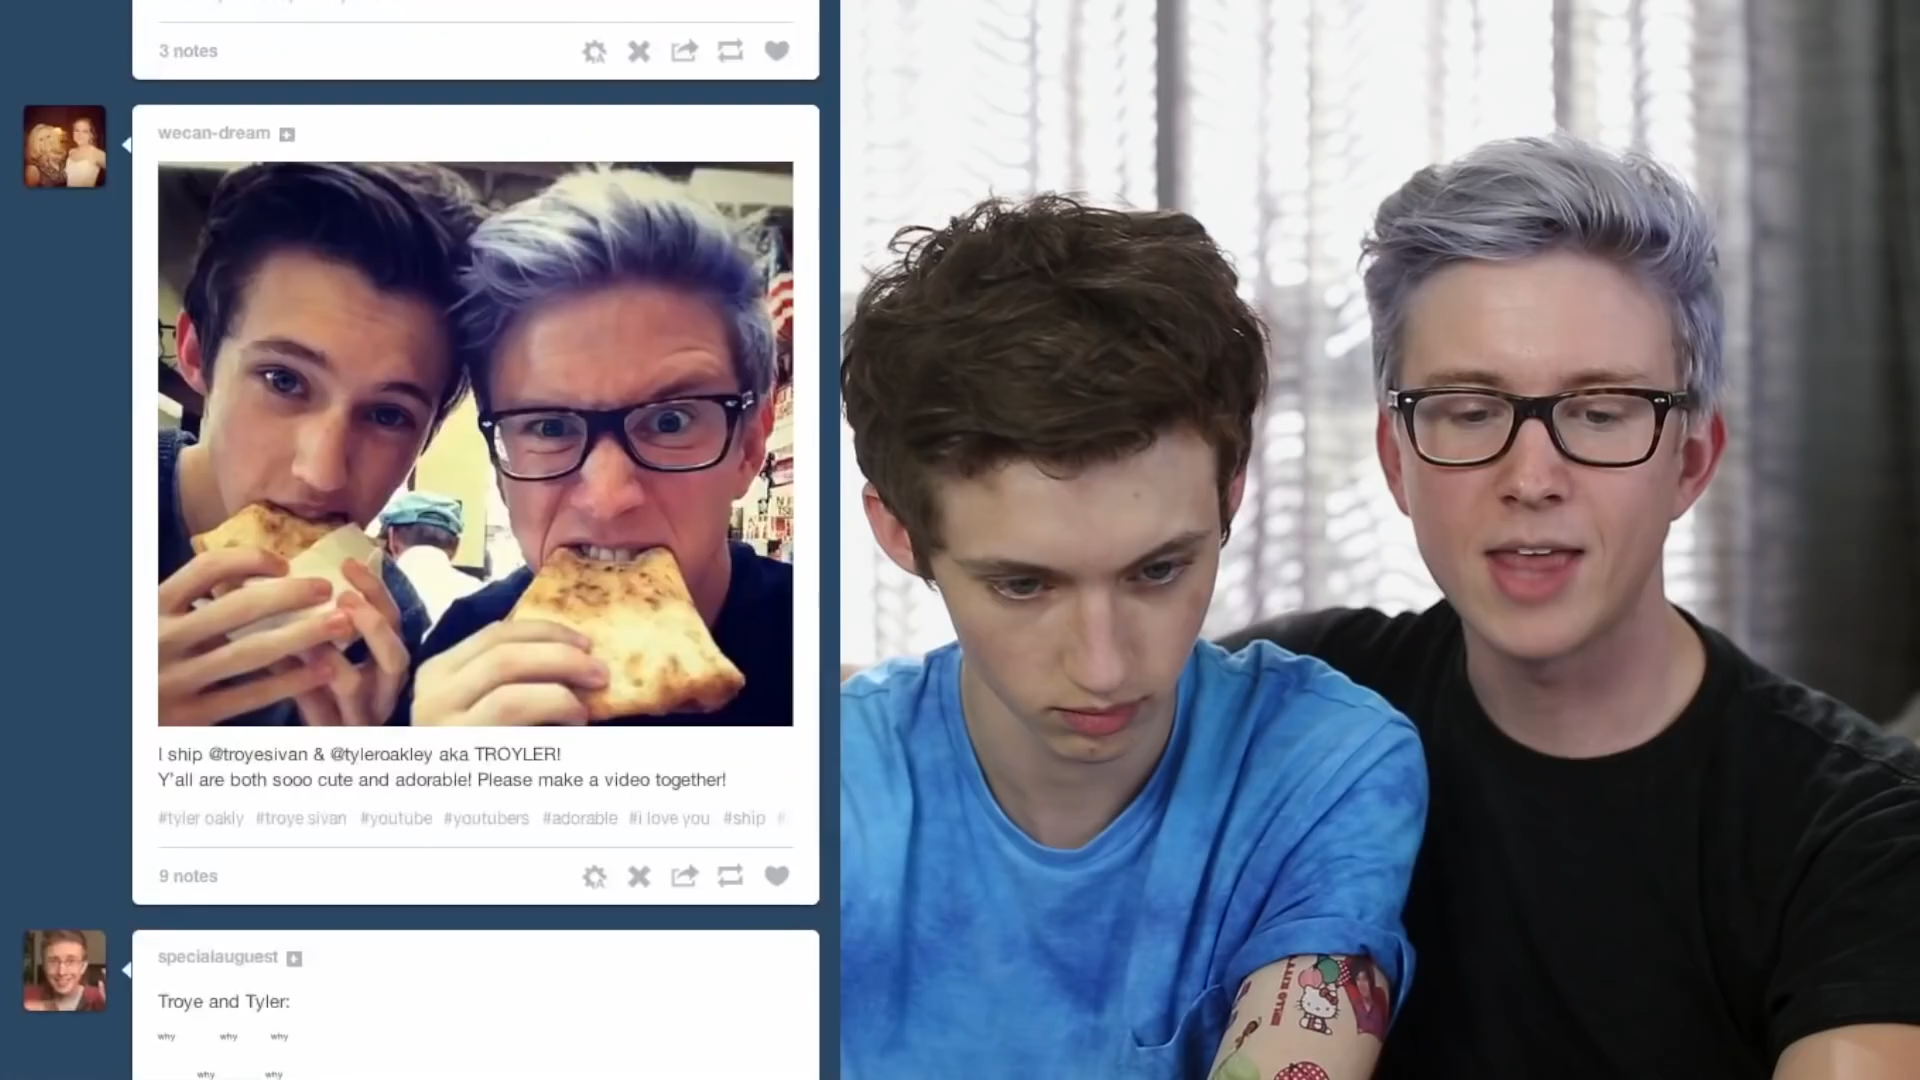 3 notes
wecan-dream
I ship @troyesivan & @tyleroakley aka TROYLER!
Y'all are both sooo cute and adorable! Please make a video together!
#tyler oakly #troye sivan #youtube #youtubers #adorable #i love you #ship #
9 notes
specialauguest
Troye and Tyler:
why why why
why why